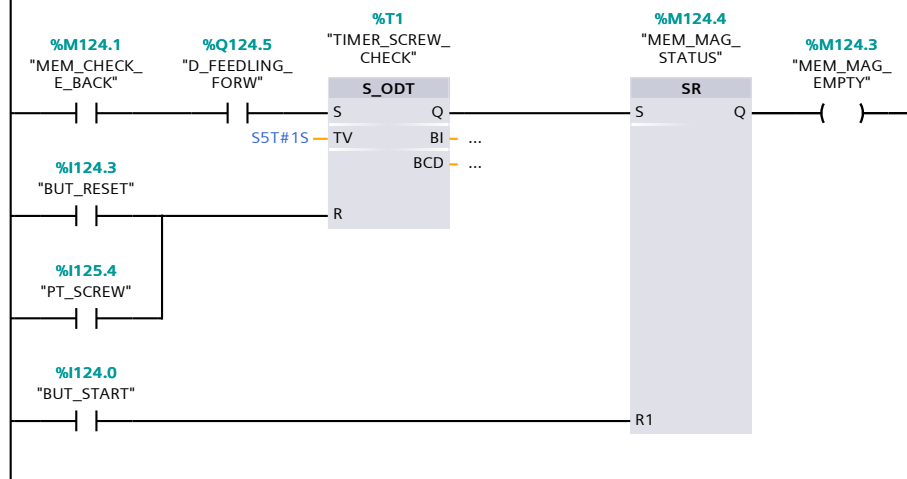 %T1
"TIMER_SCREW_
CHECK"
%M124.4
"MEM_MAG_
STATUS"
%M124.1
"MEM_CHECK_
E_BACK"
%Q124.5
"D_FEEDLING_
FORW"
%M124.3
"MEM_MAG_
EMPTY"
S_ODT
SR
S Q
S Q
S5T#1S TV BI ...
BCD ...
%I124.3
"BUT_RESET"
R
%I125.4
"PT_SCREW"
%I124.0
"BUT_START"
R1